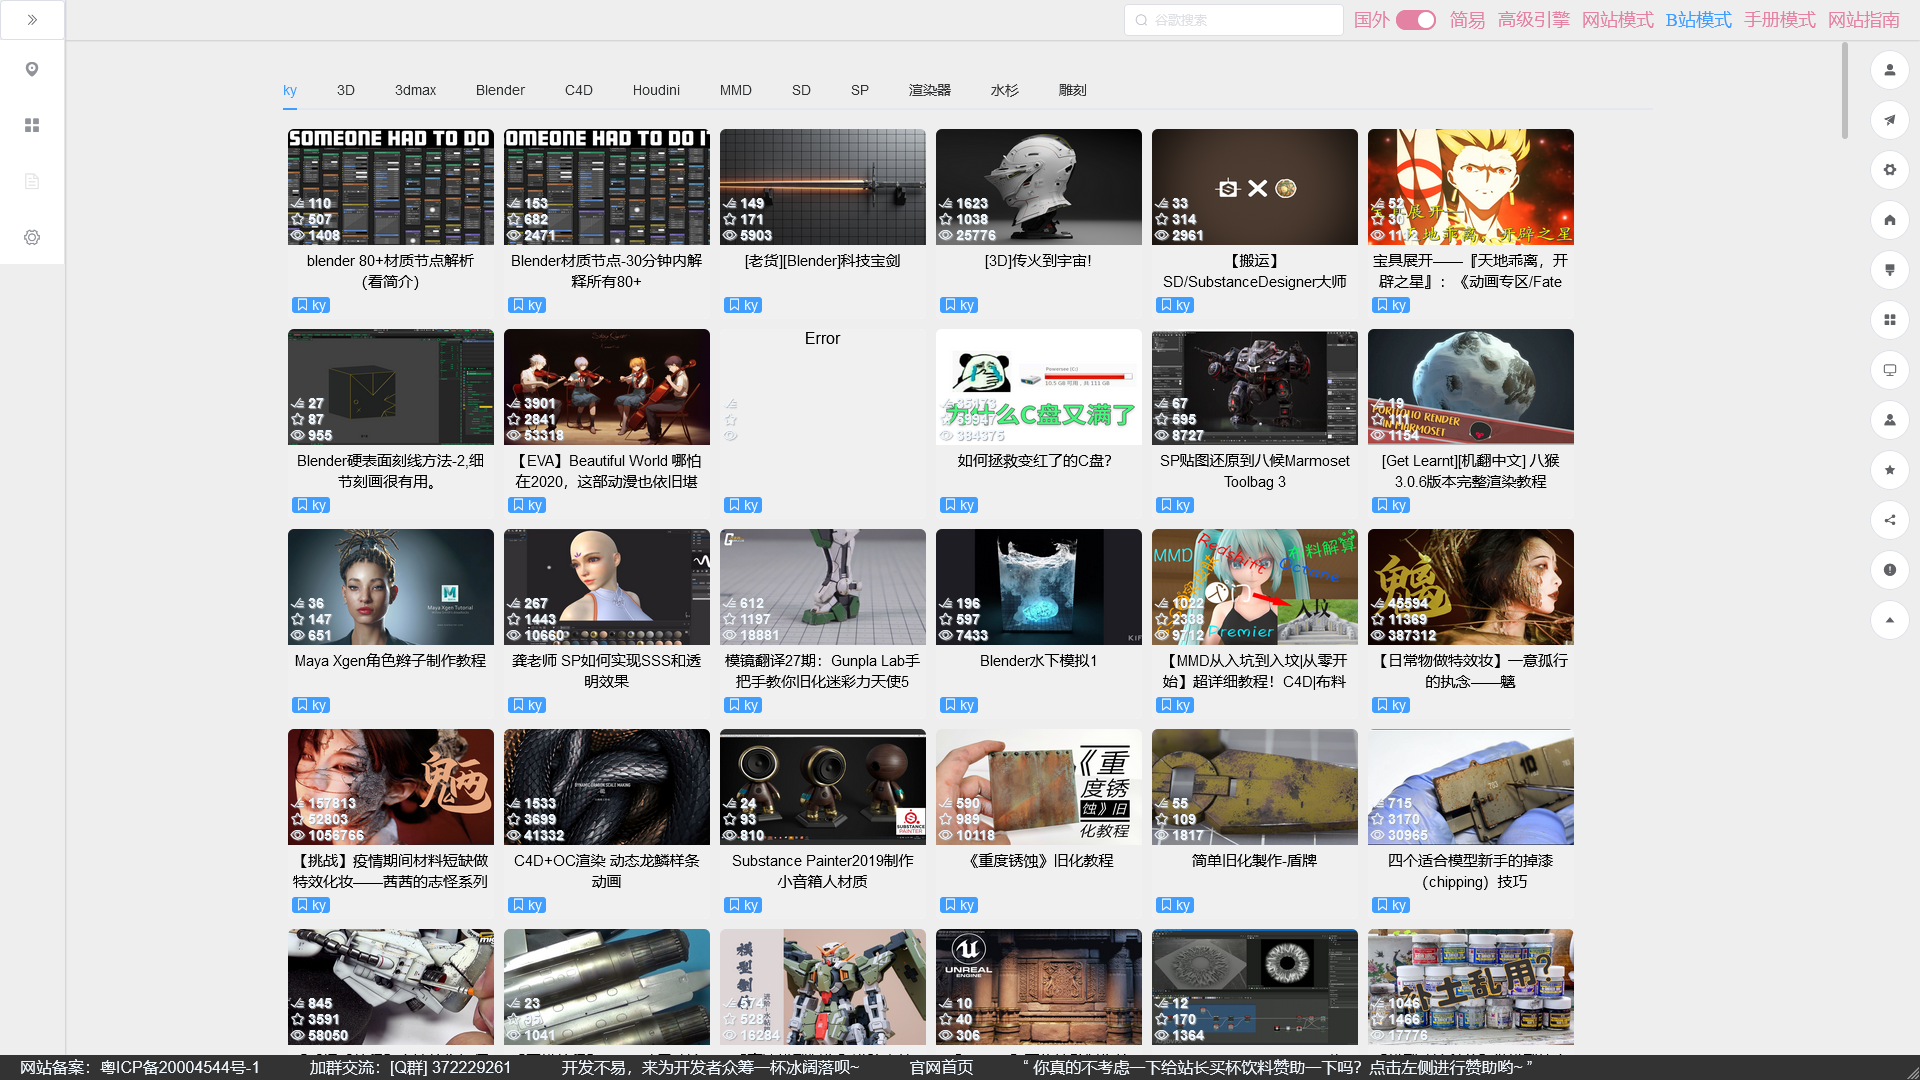 谷歌搜索
国外 简易 高级引擎 网站模式 B站模式 手册模式 网站指南
ky 3D 3dmax Blender C4D Houdini MMD SD SP 渲染器 水杉 雕刻
SOMEONE HAD TO DO
110
507
1408
blender 80+材质节点解析
(看简介)
ky
OMEONE HAD TO DO IT
153
682
2471
Blender材质节点-30分钟内解
释所有80+
ky
149
171
5903
[老货][Blender]科技宝剑
ky
1623
1038
25776
[3D]传火到宇宙!
ky
33
314
2961
【搬运】
SD/SubstanceDesigner大师
ky
52
宝具展开——『天地乖离，开
辟之星』：《动画专区/Fate
ky
27
87
955
Blender硬表面刻线方法-2,细
节刻画很有用。
ky
3901
2841
53318
【EVA】Beautiful World 哪怕
在2020，这部动漫也依旧堪
ky
Error
ky
为什么C盘又满了
384375
如何拯救变红了的C盘？
ky
67
595
8727
SP贴图还原到八候Marmoset
Toolbag 3
ky
PORTFOLIO RENDER
IN MARMOSET
19
111
1154
[Get Learnt][机翻中文] 八猴
3.0.6版本完整渲染教程
ky
Maya Xgen Tutorial
36
147
651
Maya Xgen角色辫子制作教程
ky
267
1443
10660
龚老师 SP如何实现SSS和透
明效果
ky
612
1197
18881
模镜翻译27期：Gunpla Lab手
把手教你旧化迷彩力天使5
ky
196
597
7433
Blender水下模拟1
ky
MMD
Redshift
布料解算
Octane
入坟
Premier
1022
2338
9712
【MMD从入坑到入坟|从零开
始】超详细教程！C4D|布料
ky
魑
45594
11369
387312
【日常物做特效妆】一意孤行
的执念——魑
ky
魉
157813
52803
1056766
【挑战】疫情期间材料短缺做
特效化妆——茜茜的志怪系列
ky
1533
3699
41332
C4D+OC渲染 动态龙鳞样条
动画
ky
SUBSTANCE
PAINTER
24
93
810
Substance Painter2019制作
小音箱人材质
ky
《重
度锈
蚀》旧
化教程
590
989
10118
《重度锈蚀》旧化教程
ky
55
109
1817
简单旧化製作-盾牌
ky
10
715
3170
30965
四个适合模型新手的掉漆
（chipping）技巧
ky
845
3591
58050
23
95
1041
模型制
574
528
16284
UNREAL
ENGINE
10
40
306
12
170
1364
补土乱用?
1046
1466
17776
网站备案：粤ICP备20004544号-1 加群交流：[Q群] 372229261 开发不易，来为开发者众筹一杯冰阔落呗~ 官网首页 “ 你真的不考虑一下给站长买杯饮料赞助一下吗？点击左侧进行赞助哟~ ”